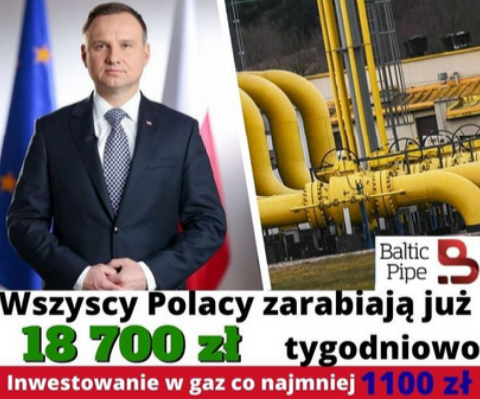 Baltic
Pipe
Wszyscy Polacy zarabiają już
18 700 zł tygodniowo
Inwestowanie w gaz co najmniej 1100 zł